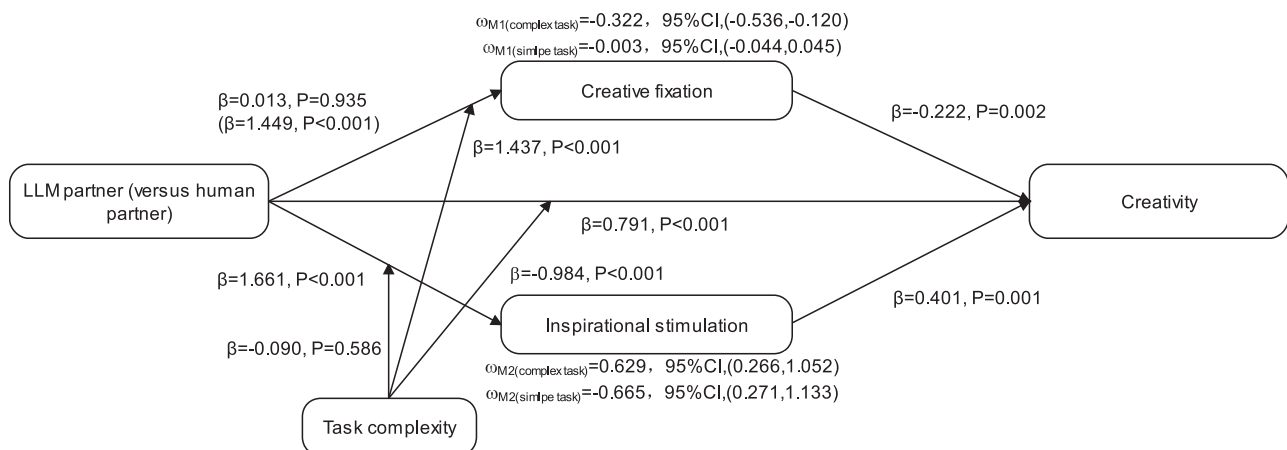 ωM1(complex task)=-0.322, 95%CI,(-0.536,-0.120)
ωM1(simlpe task)=-0.003, 95%CI,(-0.044,0.045)
Creative fixation
β=0.013, P=0.935
(β=1.449, P<0.001)
β=-0.222, P=0.002
β=1.437, P<0.001
LLM partner (versus human
partner)
Creativity
β=0.791, P<0.001
β=1.661, P<0.001
β=-0.984, P<0.001
β=0.401, P=0.001
Inspirational stimulation
β=-0.090, P=0.586
ωM2(complex task)=0.629, 95%CI,(0.266,1.052)
ωM2(simlpe task)=-0.665, 95%CI,(0.271,1.133)
Task complexity